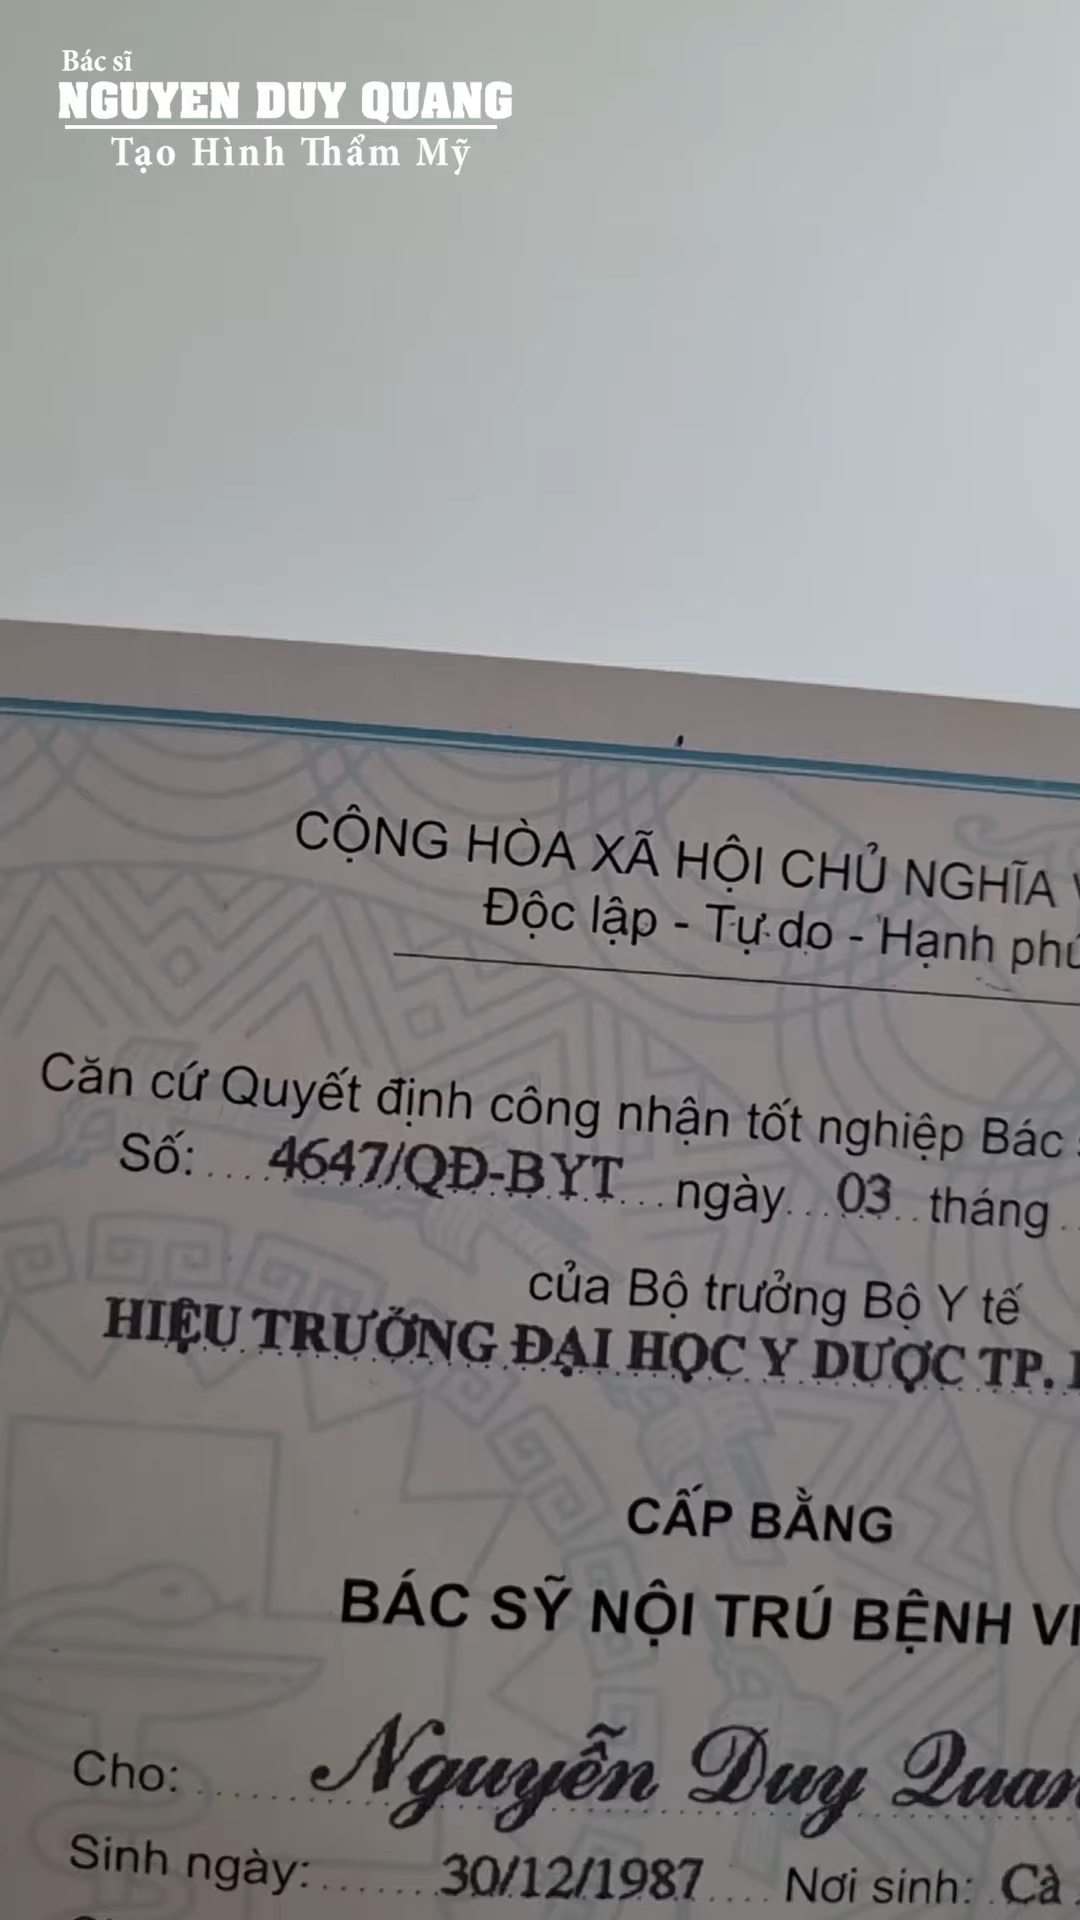 Bác sĩ
NGUYEN DUY QUANG
Tạo Hình Thẩm Mỹ
CỘNG HÒA XÃ HỘI CHỦ NGHĨA
Độc lập - Tự do - Hạnh
Căn cứ Quyết định công nhận tốt nghiệp Bác
Số: 4647/QĐ-BYT ngày 03 tháng
của Bộ trưởng Bộ Y tế
HIỆU TRƯỞNG ĐẠI HỌC Y DƯỢC TP.
CẤP BẰNG
BÁC SỸ NỘI TRÚ BỆNH
Cho: Nguyễn Duy
Sinh ngày: 30/12/1987 Nơi sinh: Cà